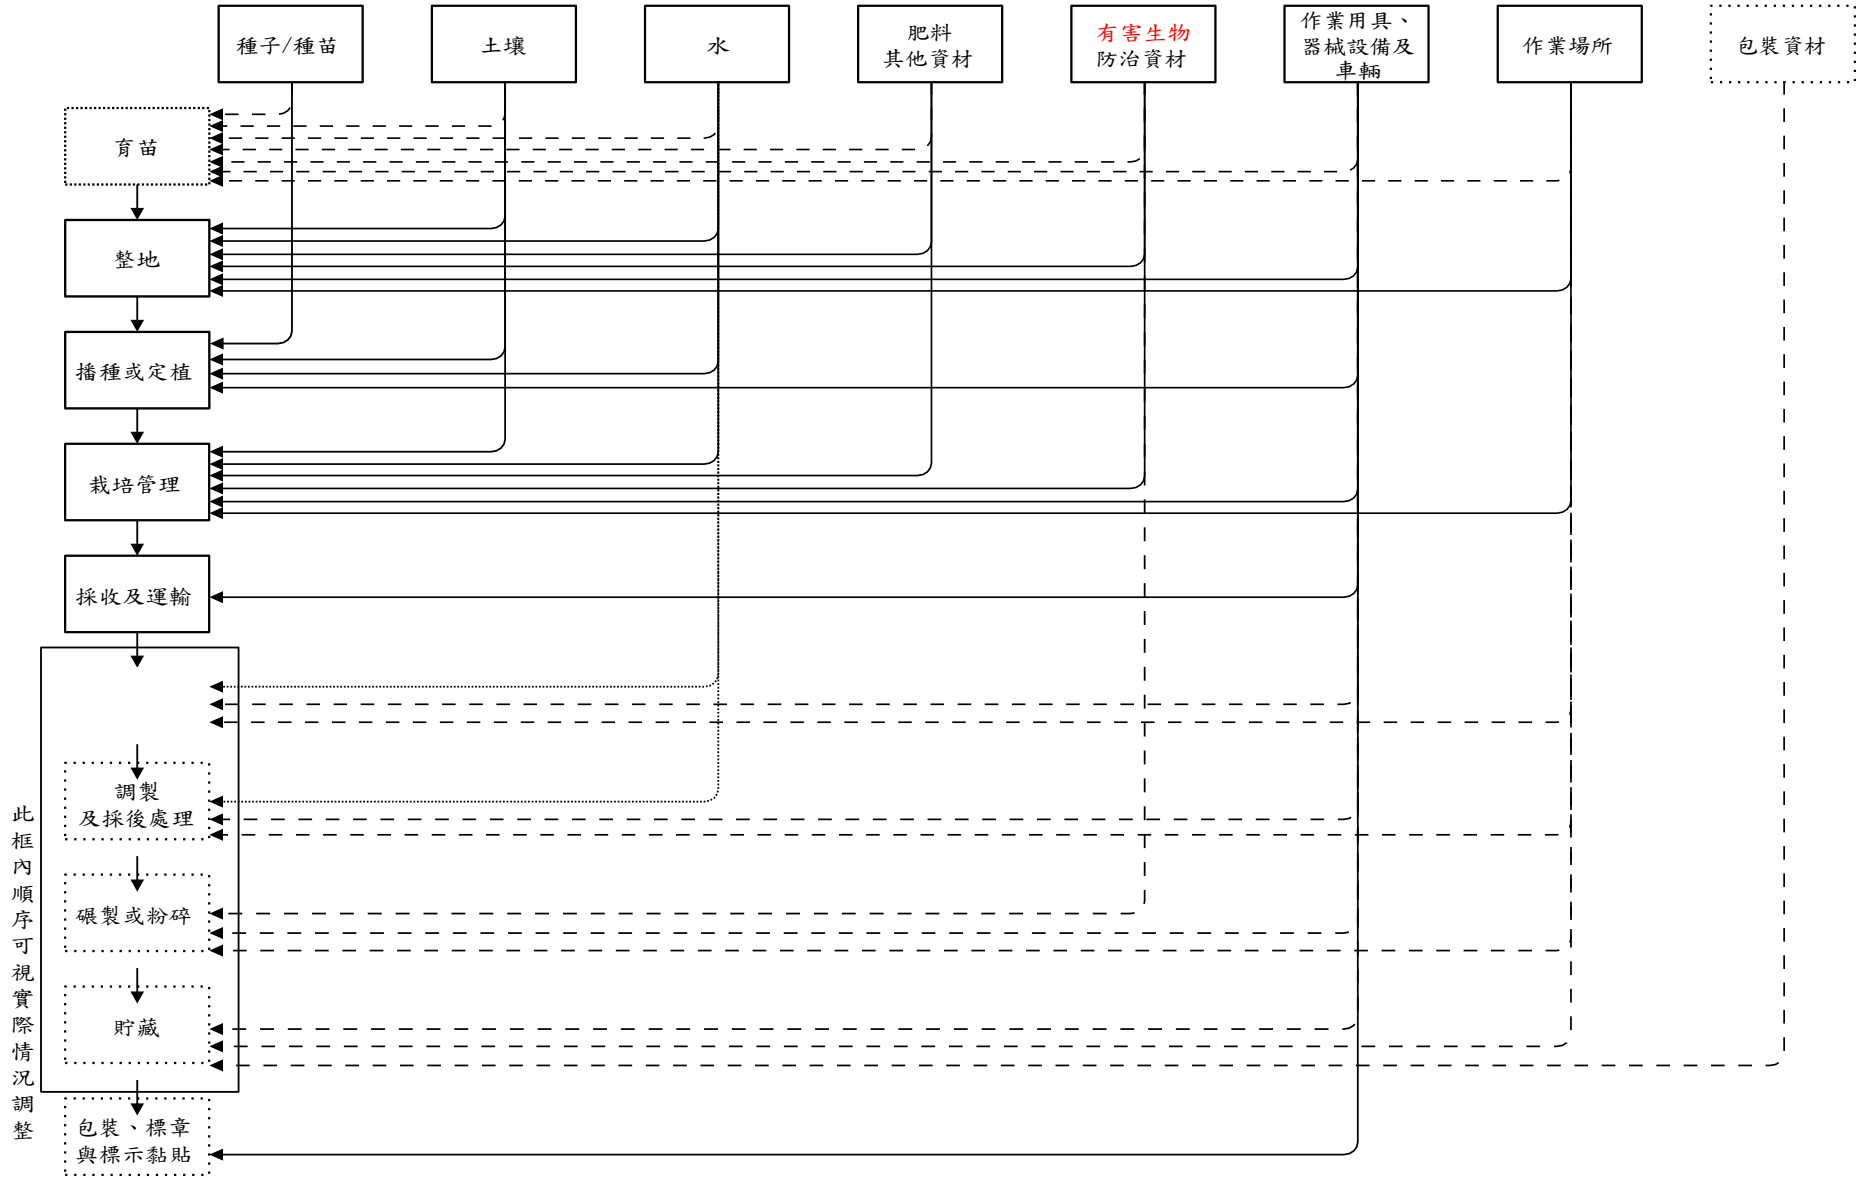 種子/種苗
土壤
水
肥料
其他資材
有害生物
防治資材
作業用具、
器械設備及
車輛
作業場所
包裝資材
育苗
整地
播種或定植
栽培管理
採收及運輸
調製
及採後處理
碾製或粉碎
貯藏
包裝、標章
與標示黏貼
此框內順序可視實際情況調整